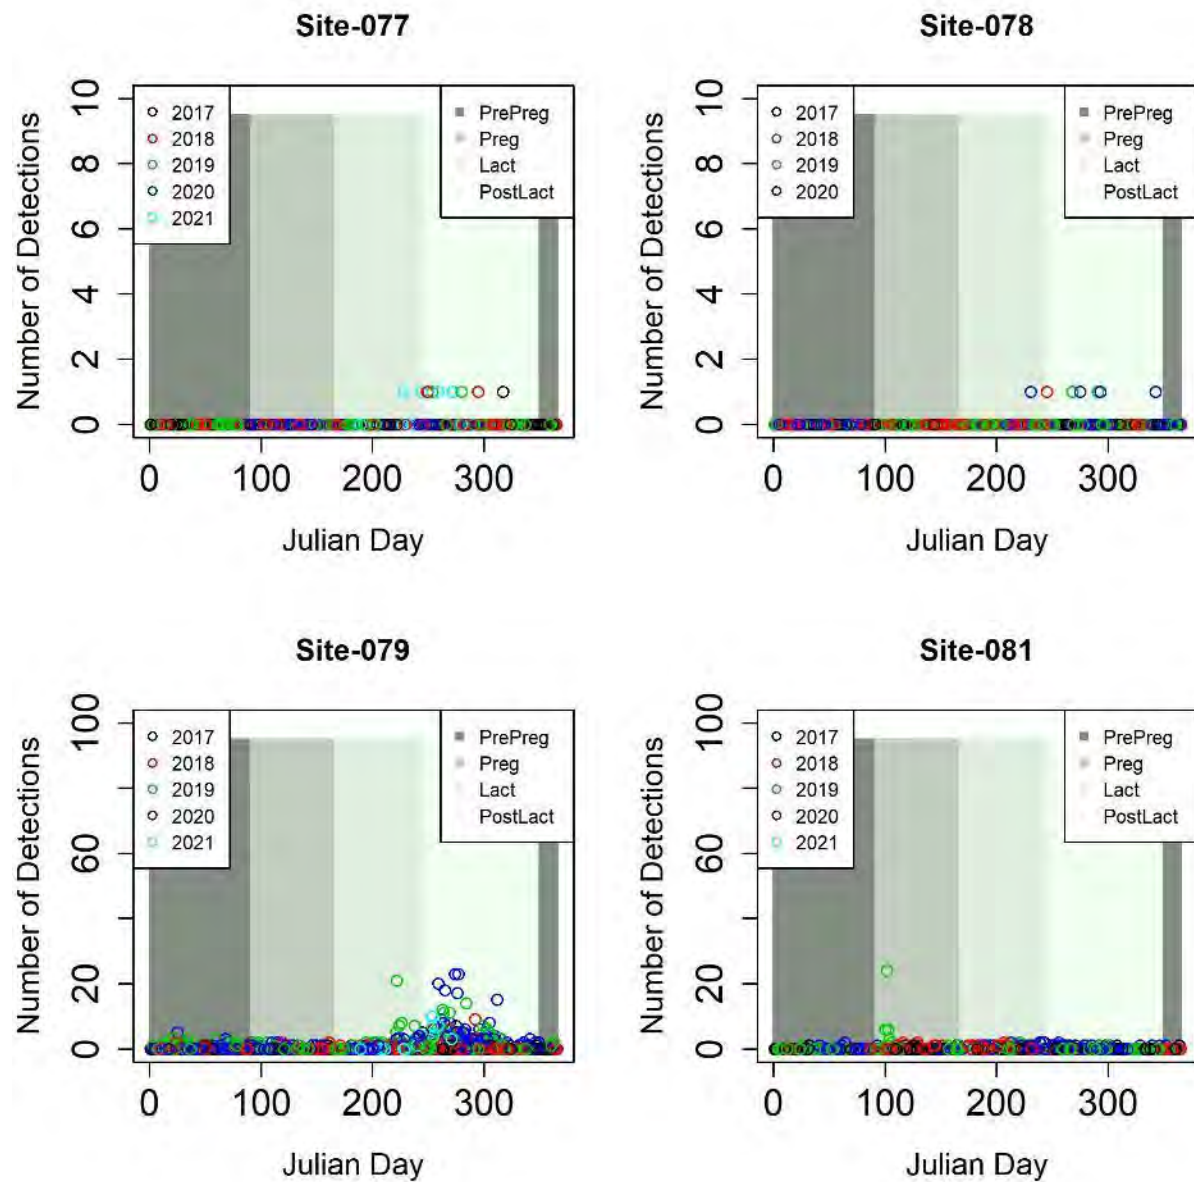 Site-077
Number of Detections
10
8
6
4
2
0
2017
2018
2019
2020
2021
PrePreg
Preg
Lact
PostLact
0 100 200 300
Julian Day
Site-078
Number of Detections
10
8
6
4
2
0
2017
2018
2019
2020
PrePreg
Preg
Lact
PostLact
0 100 200 300
Julian Day
Site-079
Number of Detections
100
60
20
0
2017
2018
2019
2020
2021
PrePreg
Preg
Lact
PostLact
0 100 200 300
Julian Day
Site-081
Number of Detections
100
60
20
0
2017
2018
2019
2020
2021
PrePreg
Preg
Lact
PostLact
0 100 200 300
Julian Day